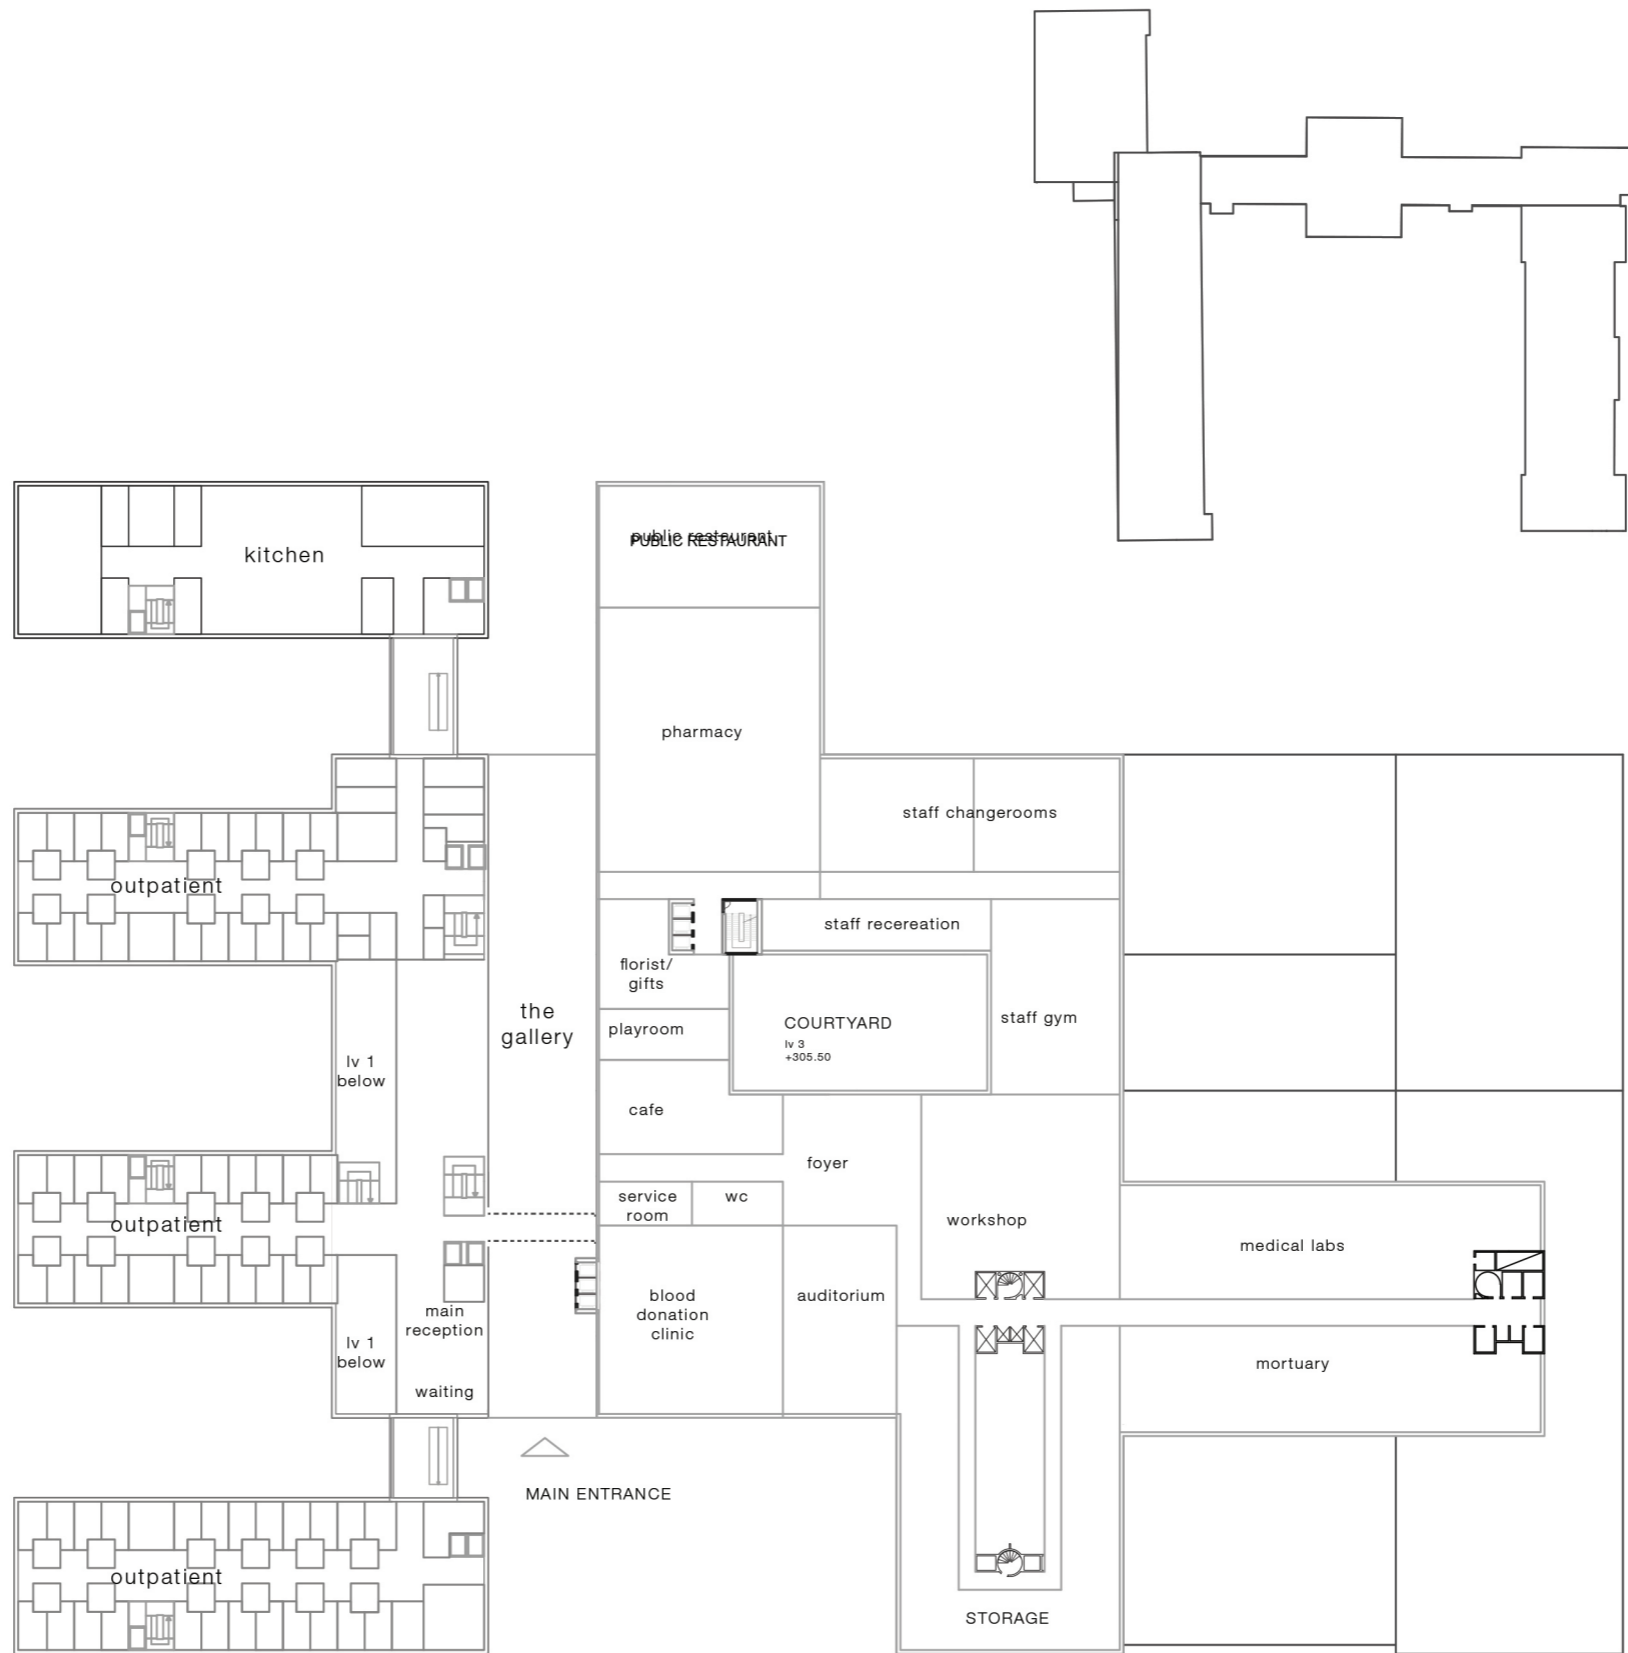 public restaurant
PUBLIC RESTAURANT
kitchen
pharmacy
staff changerooms
outpatient
staff recereation
florist/
gifts
the
gallery
playroom
COURTYARD
lv 3
+305.50
staff gym
lv 1
below
cafe
foyer
service
room
wc
outpatient
workshop
medical labs
main
reception
blood
donation
clinic
auditorium
lv 1
below
mortuary
waiting
MAIN ENTRANCE
outpatient
STORAGE